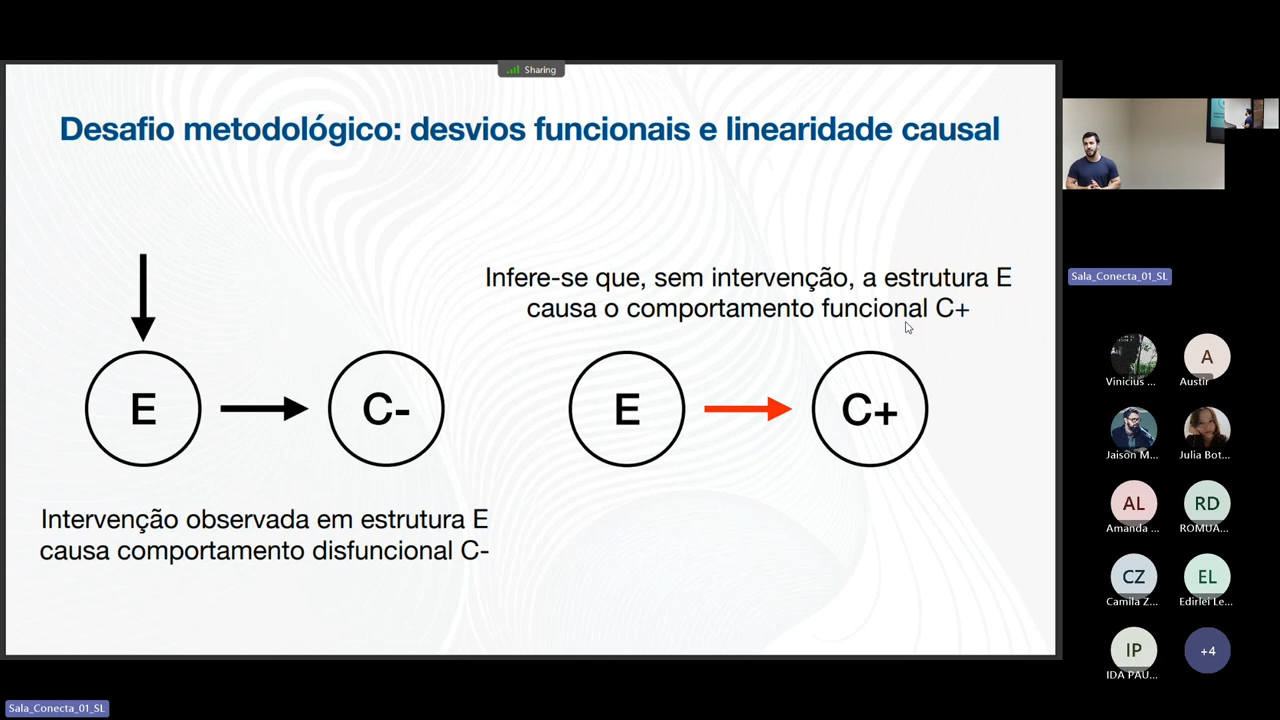 Sharing
Desafio metodológico: desvios funcionais e linearidade causal
Infere-se que, sem intervenção, a estrutura E
causa o comportamento funcional C+
E
C-
E
C+
Intervenção observada em estrutura E
causa comportamento disfuncional C-
Sala_Conecta_01_SL
A
Vinicius ...
Austin
Jaison M...
Julia Bot...
AL
RD
Amanda ...
ROMUA...
CZ
EL
Camila Z...
Edirlei Le...
IP
+4
IDA PAU...
Sala_Conecta_01_SL